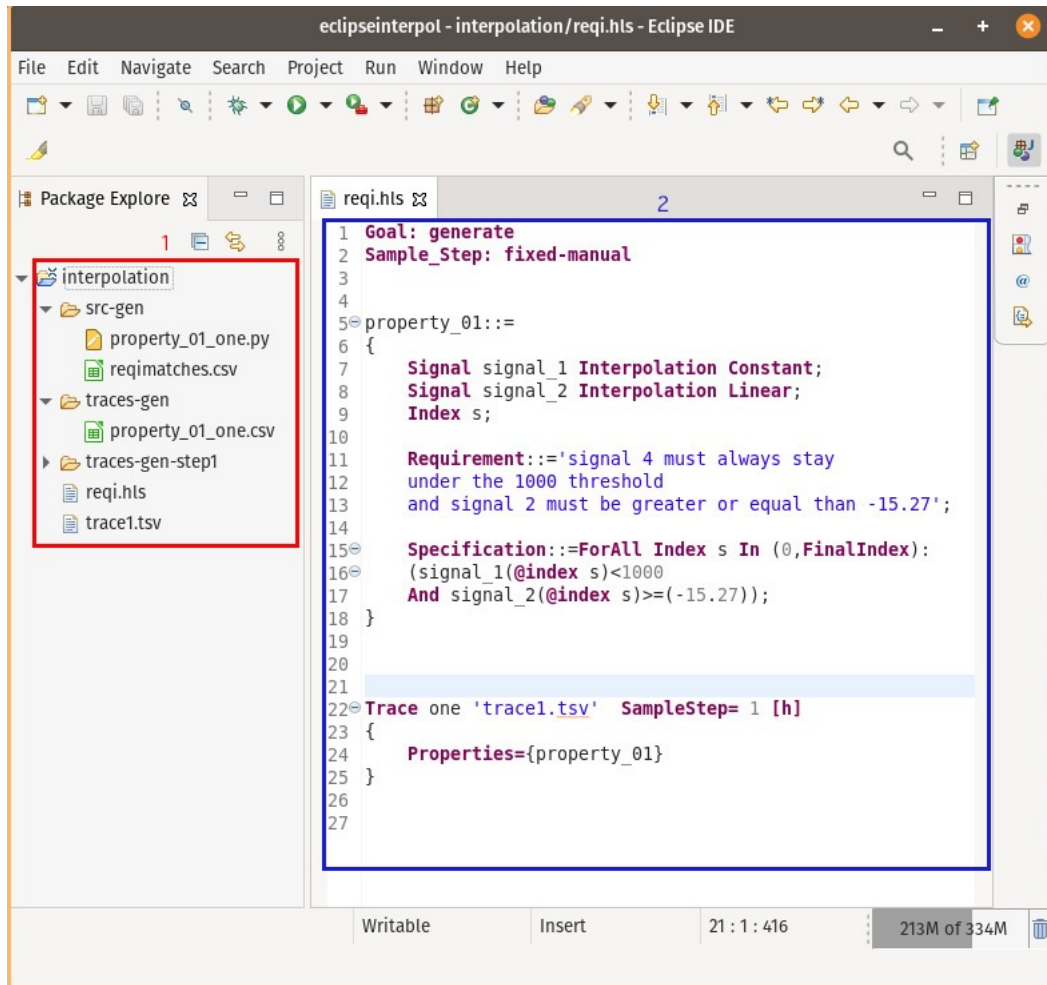 eclipseinterpol - interpolation/reqi.hls - Eclipse IDE
File Edit Navigate Search Project Run Window Help
Package Explore
1
interpolation
src-gen
property_01_one.py
reqimatches.csv
traces-gen
property_01_one.csv
traces-gen-step1
reqi.hls
trace1.tsv
reqi.hls
2
1 Goal: generate
2 Sample_Step: fixed-manual
3
4
5 property_01::=
6 {
7 Signal signal_1 Interpolation Constant;
8 Signal signal_2 Interpolation Linear;
9 Index s;
10
11 Requirement::='signal 4 must always stay
12 under the 1000 threshold
13 and signal 2 must be greater or equal than -15.27';
14
15 Specification::=ForAll Index s In (0,FinalIndex):
16 (signal_1(@index s)<1000
17 And signal_2(@index s)>=(-15.27));
18 }
19
20
21
22 Trace one 'trace1.tsv' SampleStep= 1 [h]
23 {
24 Properties={property_01}
25 }
26
27
Writable Insert 21 : 1 : 416 213M of 334M